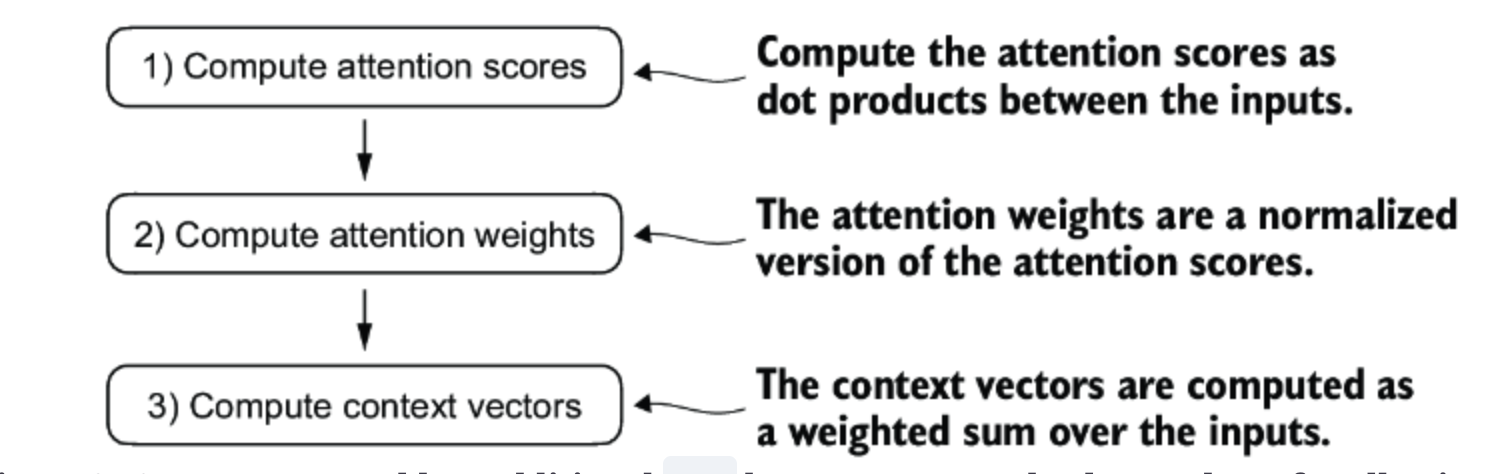 1) Compute attention scores
Compute the attention scores as
dot products between the inputs.
2) Compute attention weights
The attention weights are a normalized
version of the attention scores.
3) Compute context vectors
The context vectors are computed as
a weighted sum over the inputs.